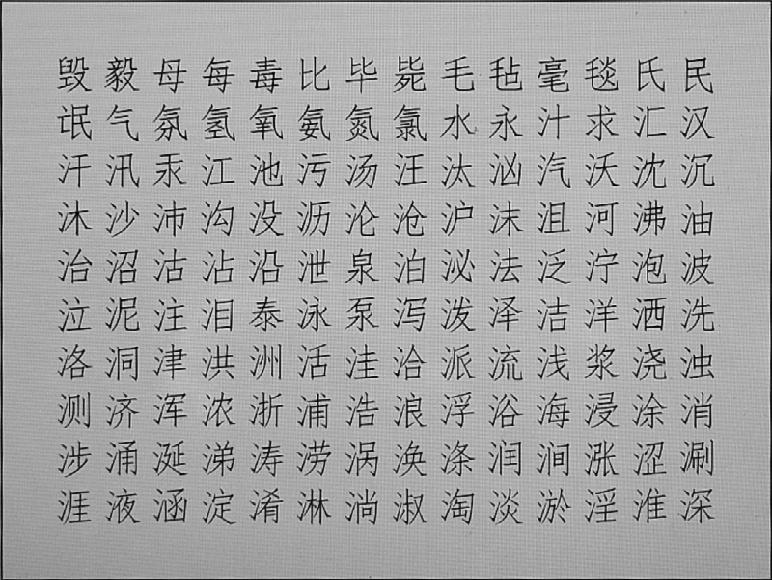 毁毅母每毒比毕毙毛毡毫毯氏民
氓气氛氢氧氨氮氯水永汁求汇汉
汗汛汞江池污汤汪汰汹汽沃沈沉
沐沙沛沟没沥沦沧沪沫沮河沸油
治沼沽沾沿泄泉泊泌法泛泞泡波
泣泥注泪泰泳泵泻泼泽洁洋洒洗
洛洞津洪洲活洼洽派流浅浆浇浊
测济浑浓浙浦浩浪浮浴海浸涂消
涉涌涎涕涛涝涡涣涤润涧涨涩涮
涯液涵淀淆淋淌淑淘淡淤淫淮深